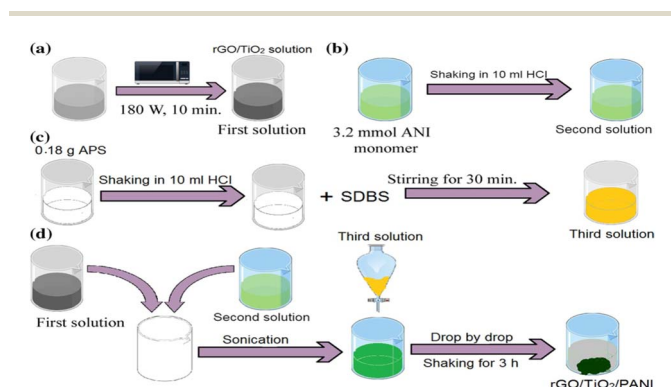 (a)
rGO/TiO₂ solution
180 W, 10 min.
First solution
(b)
Shaking in 10 ml HCl
3.2 mmol ANI
monomer
Second solution
(c)
0.18 g APS
Shaking in 10 ml HCl
+ SDBS
Stirring for 30 min.
Third solution
(d)
First solution
Second solution
Sonication
Third solution
Drop by drop
Shaking for 3 h
rGO/TiO₂/PANI